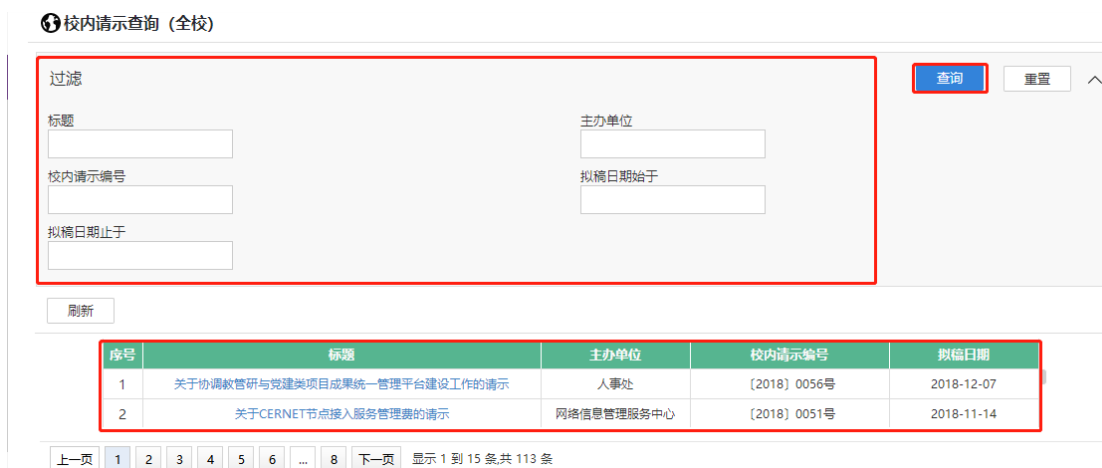 校内请示查询（全校）
过滤
查询 重置
标题 主办单位
校内请示编号 拟稿日期始于
拟稿日期止于
刷新
序号 标题 主办单位 校内请示编号 拟稿日期
1 关于协调教管研与党建类项目成果统一管理平台建设工作的请示 人事处 〔2018〕0056号 2018-12-07
2 关于CERNET节点接入服务管理费的请示 网络信息管理服务中心 〔2018〕0051号 2018-11-14
上一页 1 2 3 4 5 6 ... 8 下一页 显示 1 到 15 条,共 113 条